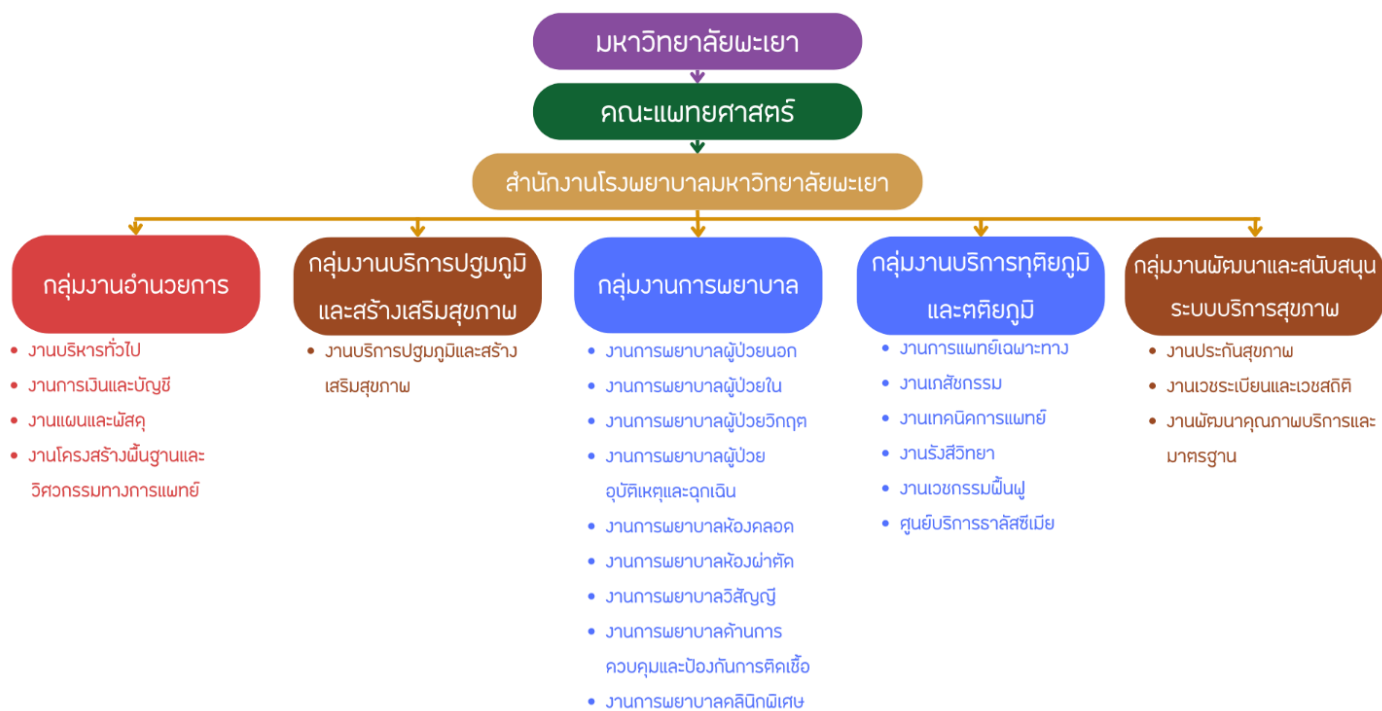 มหาวิทยาลัยพะเยา
คณะแพทยศาสตร์
สำนักงานโรงพยาบาลมหาวิทยาลัยพะเยา
กลุ่มงานอำนวยการ
• งานบริหารทั่วไป
• งานการเงินและบัญชี
• งานแผนและพัสดุ
• งานโครงสร้างพื้นฐานและ
วิศวกรรมทางการแพทย์
กลุ่มงานบริการปฐมภูมิ
และสร้างเสริมสุขภาพ
• งานบริการปฐมภูมิและสร้าง
เสริมสุขภาพ
กลุ่มงานการพยาบาล
• งานการพยาบาลผู้ป่วยนอก
• งานการพยาบาลผู้ป่วยใน
• งานการพยาบาลผู้ป่วยวิกฤต
• งานการพยาบาลผู้ป่วย
อุบัติเหตุและฉุกเฉิน
• งานการพยาบาลห้องคลอด
• งานการพยาบาลห้องผ่าตัด
• งานการพยาบาลวิสัญญี
• งานการพยาบาลด้านการ
ควบคุมและป้องกันการติดเชื้อ
• งานการพยาบาลคลินิกพิเศษ
กลุ่มงานบริการทุติยภูมิ
และตติยภูมิ
• งานการแพทย์เฉพาะทาง
• งานเภสัชกรรม
• งานเทคนิคการแพทย์
• งานรังสีวิทยา
• งานเวชกรรมฟื้นฟู
• ศูนย์บริการธาลัสซีเมีย
กลุ่มงานพัฒนาและสนับสนุน
ระบบบริการสุขภาพ
• งานประกันสุขภาพ
• งานเวชระเบียนและเวชสถิติ
• งานพัฒนาคุณภาพบริการและ
มาตรฐาน